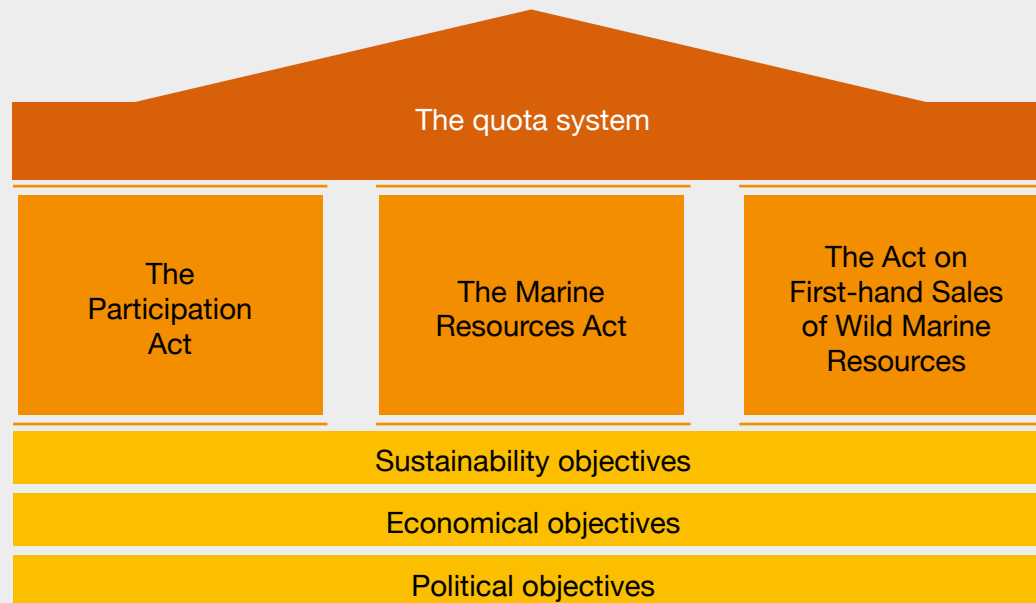 The quota system
The
Participation
Act
The Marine
Resources Act
The Act on
First-hand Sales
of Wild Marine
Resources
Sustainability objectives
Economical objectives
Political objectives